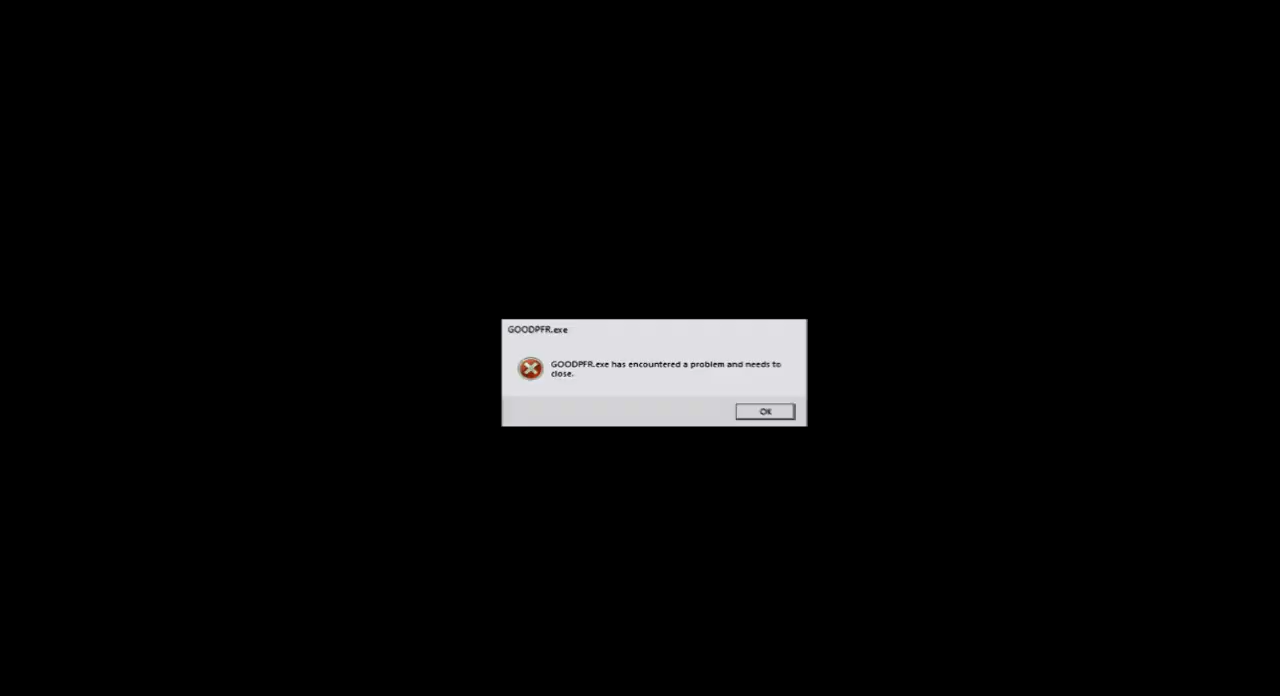 GOODPFR.exe
GOODPFR.exe has encountered a problem and needs to
close.
OK